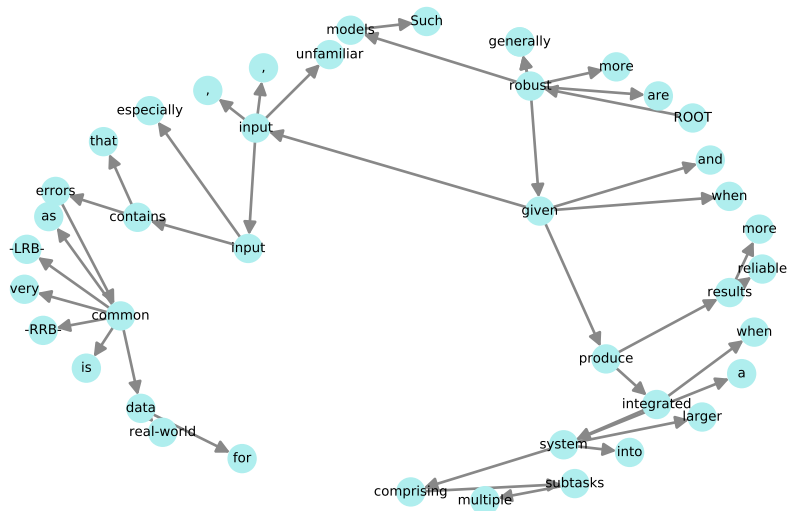 Such
models
generally
unfamiliar
more
,
robust
,
are
especially
ROOT
input
that
and
errors
when
contains
given
as
more
input
-LRB-
reliable
very
results
common
-RRB-
when
produce
is
a
integrated
data
larger
real-world
system
into
for
subtasks
comprising
multiple